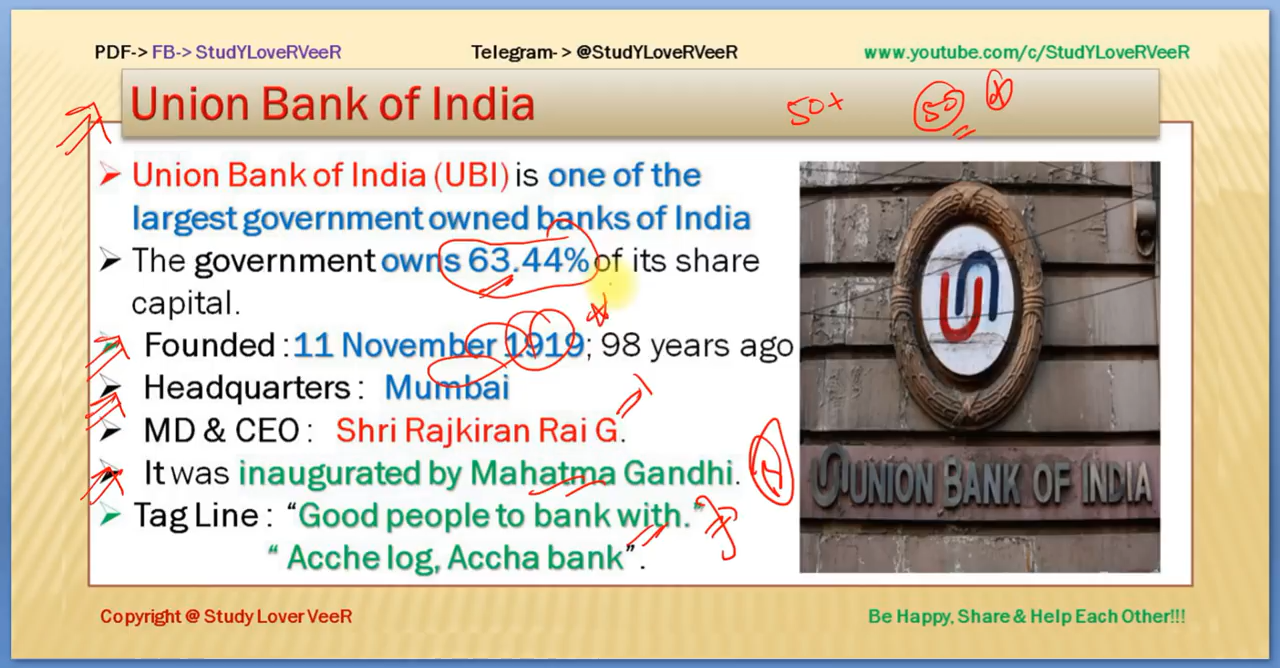 PDF-> FB-> StudYLoveRVeeR Telegram- > @StudYLoveRVeeR www.youtube.com/c/StudYLoveRVeeR
Union Bank of India 50+ 50
Union Bank of India (UBI) is one of the
largest government owned banks of India
The government owns 63.44% of its share
capital.
Founded : 11 November 1919; 98 years ago
Headquarters : Mumbai
MD & CEO : Shri Rajkiran Rai G.
It was inaugurated by Mahatma Gandhi.
Tag Line : “Good people to bank with.”
“ Acche log, Accha bank”.
UNION BANK OF INDIA
Copyright @ Study Lover VeeR Be Happy, Share & Help Each Other!!!